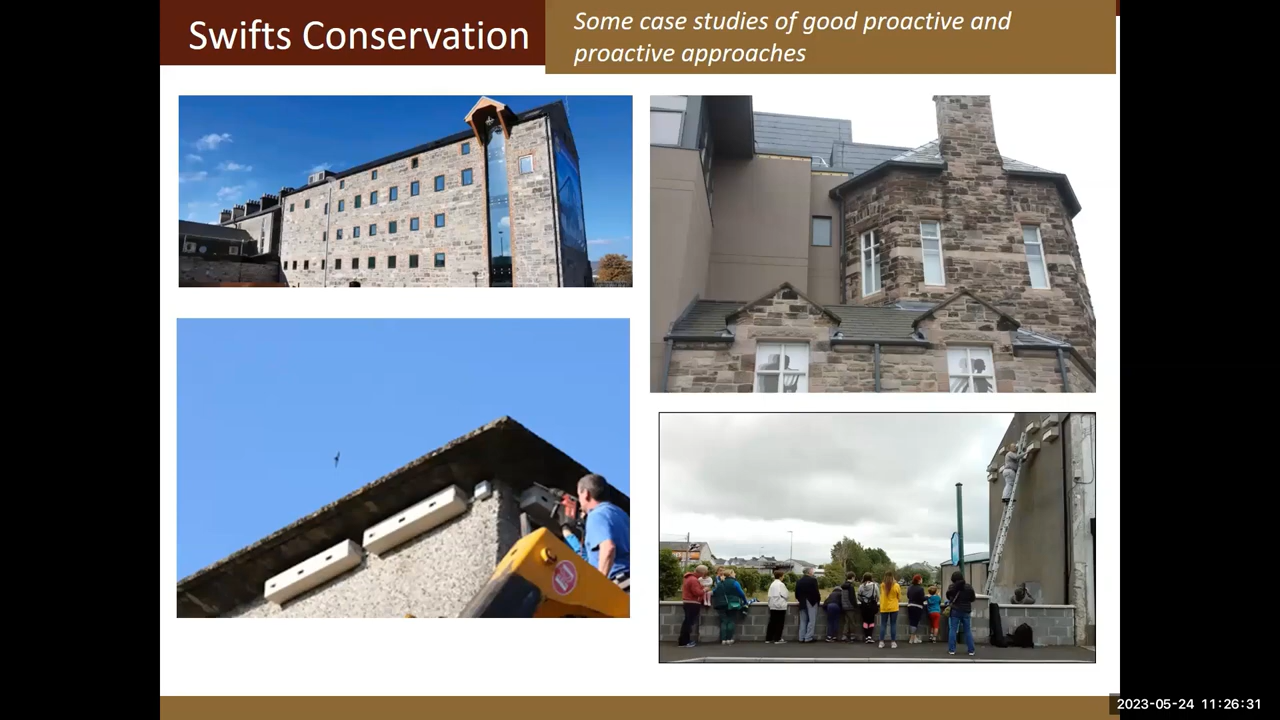 Swifts Conservation
Some case studies of good proactive and
proactive approaches
2023-05-24 11:26:31